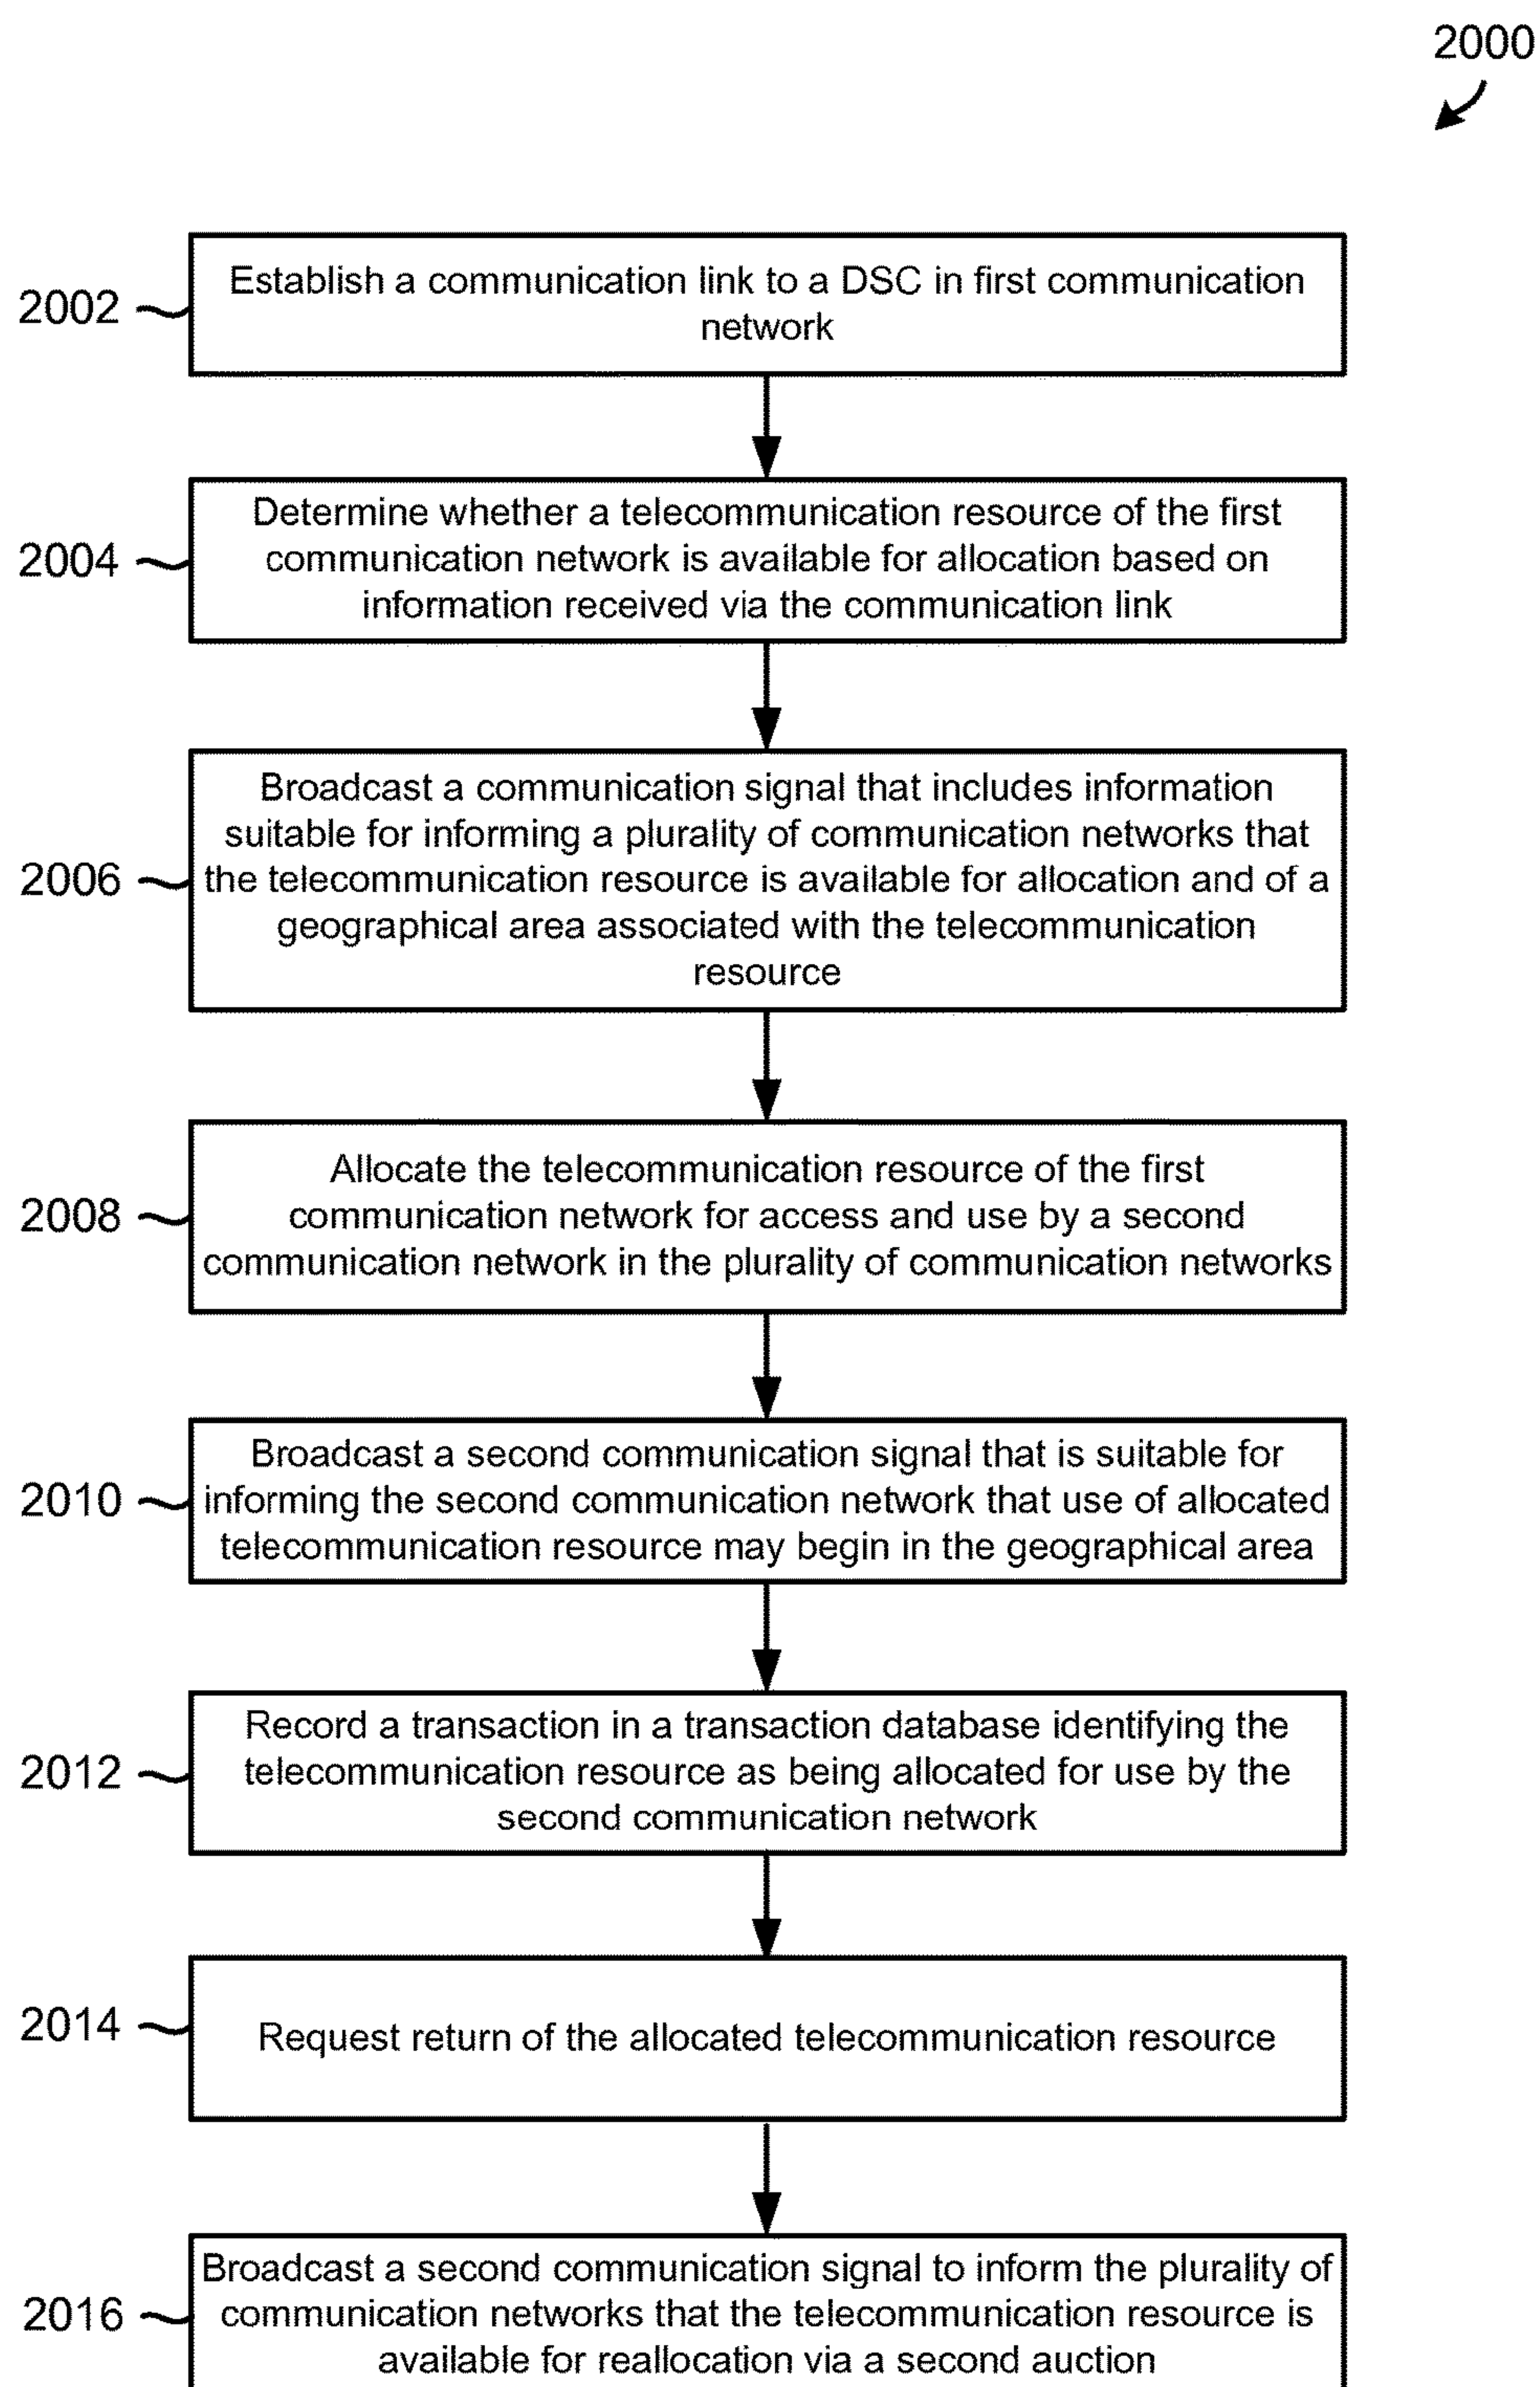 2000
2002
Establish a communication link to a DSC in first communication
network
2004
Determine whether a telecommunication resource of the first
communication network is available for allocation based on
information received via the communication link
2006
Broadcast a communication signal that includes information
suitable for informing a plurality of communication networks that
the telecommunication resource is available for allocation and of a
geographical area associated with the telecommunication
resource
2008
Allocate the telecommunication resource of the first
communication network for access and use by a second
communication network in the plurality of communication networks
2010
Broadcast a second communication signal that is suitable for
informing the second communication network that use of allocated
telecommunication resource may begin in the geographical area
2012
Record a transaction in a transaction database identifying the
telecommunication resource as being allocated for use by the
second communication network
2014
Request return of the allocated telecommunication resource
2016
Broadcast a second communication signal to inform the plurality of
communication networks that the telecommunication resource is
available for reallocation via a second auction